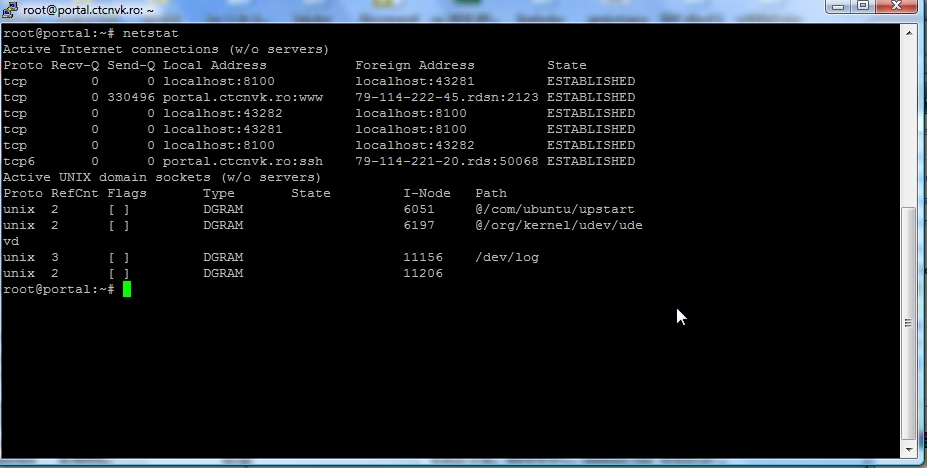 root@portal.ctcnvk.ro: ~
root@portal:~# netstat
Active Internet connections (w/o servers)
Proto Recv-Q Send-Q Local Address           Foreign Address         State
tcp        0      0 localhost:8100          localhost:43281         ESTABLISHED
tcp        0 330496 portal.ctcnvk.ro:www    79-114-222-45.rdsn:2123 ESTABLISHED
tcp        0      0 localhost:43282         localhost:8100          ESTABLISHED
tcp        0      0 localhost:43281         localhost:8100          ESTABLISHED
tcp        0      0 localhost:8100          localhost:43282         ESTABLISHED
tcp6       0      0 portal.ctcnvk.ro:ssh    79-114-221-20.rds:50068 ESTABLISHED
Active UNIX domain sockets (w/o servers)
Proto RefCnt Flags       Type       State         I-Node   Path
unix  2      [ ]         DGRAM                    6051     @/com/ubuntu/upstart
unix  2      [ ]         DGRAM                    6197     @/org/kernel/udev/ude
vd
unix  3      [ ]         DGRAM                    11156    /dev/log
unix  2      [ ]         DGRAM                    11206
root@portal:~#